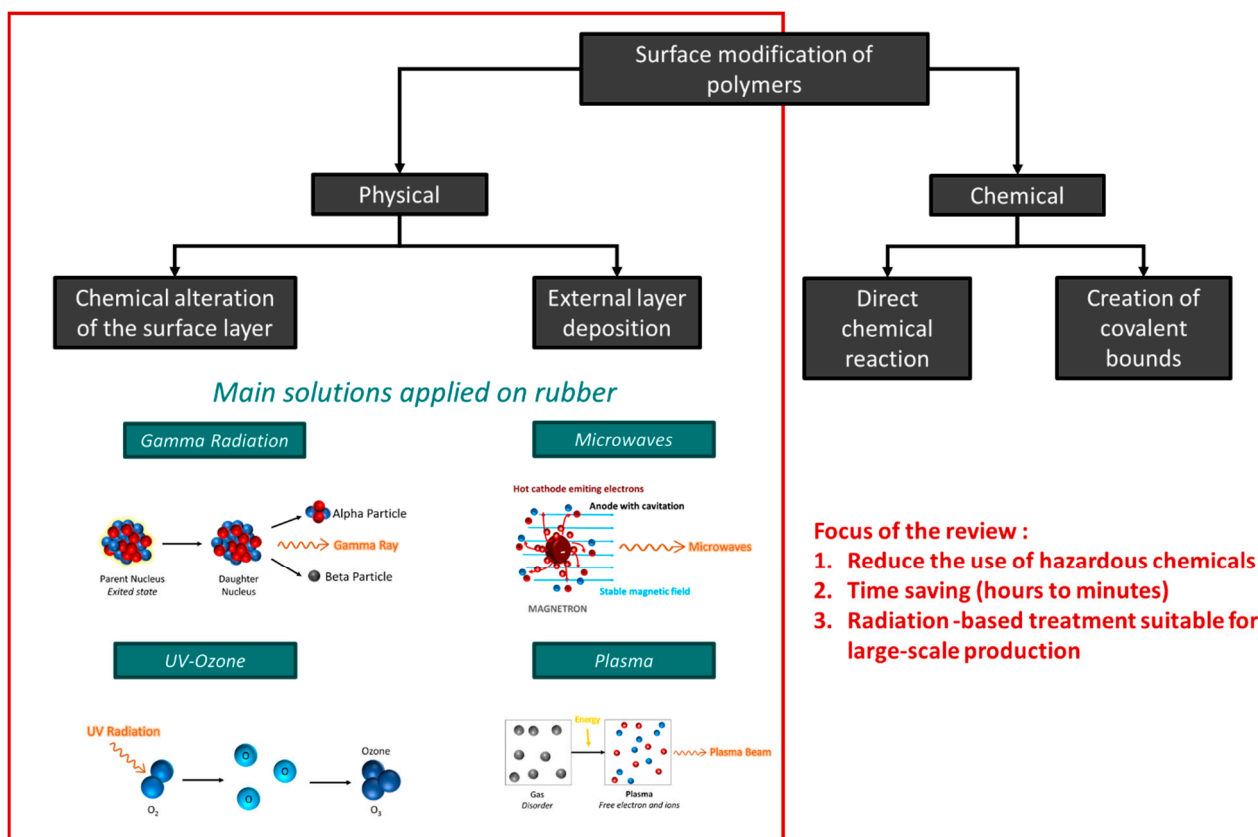 Surface modification of
polymers
Physical
Chemical
Chemical alteration
of the surface layer
External layer
deposition
Direct
chemical
reaction
Creation of
covalent
bounds
Main solutions applied on rubber
Gamma Radiation
Microwaves
Parent Nucleus
Exited state
Daughter
Nucleus
Alpha Particle
Gamma Ray
Beta Particle
Hot cathode emiting electrons
Anode with cavitation
Microwaves
Stable magnetic field
MAGNETRON
Focus of the review :
1. Reduce the use of hazardous chemicals
2. Time saving (hours to minutes)
3. Radiation -based treatment suitable for
large-scale production
UV-Ozone
Plasma
UV Radiation
O₂
O
O
O
Ozone
O₃
Gas
Disorder
Energy
Plasma
Free electron and ions
Plasma Beam